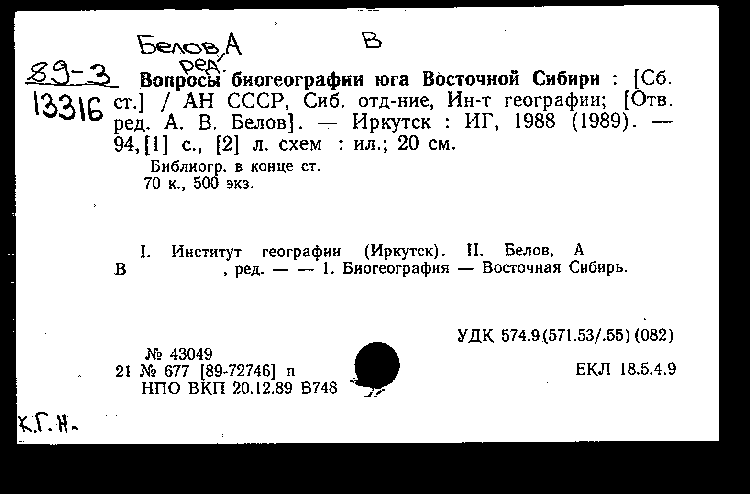 Белов, А В
ред.
89-3
13316
Вопросы биогеографии юга Восточной Сибири : [Сб.
ст.] / АН СССР, Сиб. отд-ние, Ин-т географии; [Отв.
ред. А. В. Белов]. — Иркутск : ИГ, 1988 (1989). —
94,[1] с., [2] л. схем : ил.; 20 см.
Библиогр. в конце ст.
70 к., 500 экз.
I. Институт географии (Иркутск). II. Белов, А
В , ред. — — 1. Биогеография — Восточная Сибирь.
УДК 574.9(571.53/.55)(082)
№ 43049
21 № 677 [89-72746] п ЕКЛ 18.5.4.9
НПО ВКП 20.12.89 В748
К.Г.Н.